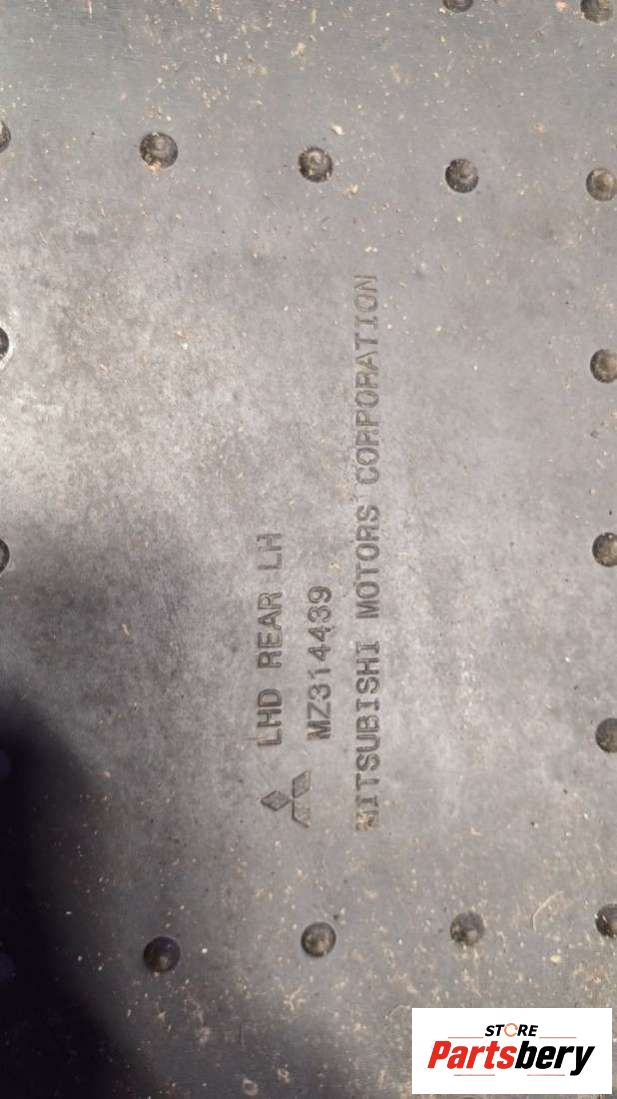 LHD REAR LH
MZ314439
MITSUBISHI MOTORS CORPORATION
STORE
Partsbery